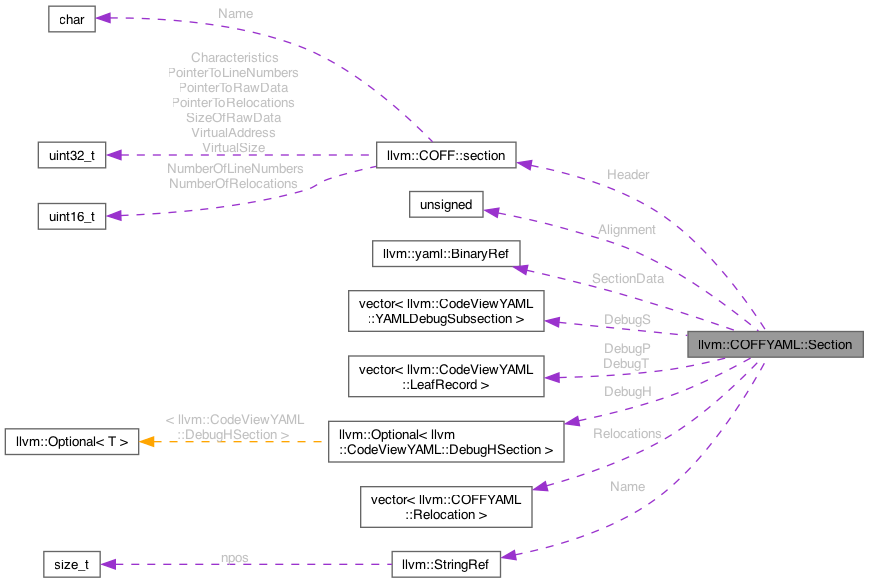 Name
char
Characteristics
PointerToLineNumbers
PointerToRawData
PointerToRelocations
SizeOfRawData
VirtualAddress
VirtualSize
uint32_t
llvm::COFF::section
NumberOfLineNumbers
NumberOfRelocations
Header
unsigned
uint16_t
Alignment
llvm::yaml::BinaryRef
SectionData
vector< llvm::CodeViewYAML
::YAMLDebugSubsection >
DebugS
llvm::COFFYAML::Section
DebugP
DebugT
vector< llvm::CodeViewYAML
::LeafRecord >
DebugH
< llvm::CodeViewYAML
::DebugHSection >
llvm::Optional< T >
llvm::Optional< llvm
::CodeViewYAML::DebugHSection >
Relocations
vector< llvm::COFFYAML
::Relocation >
Name
npos
size_t
llvm::StringRef